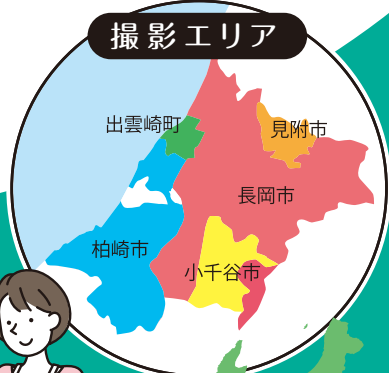 撮影エリア
出雲崎町
見附市
長岡市
柏崎市
小千谷市